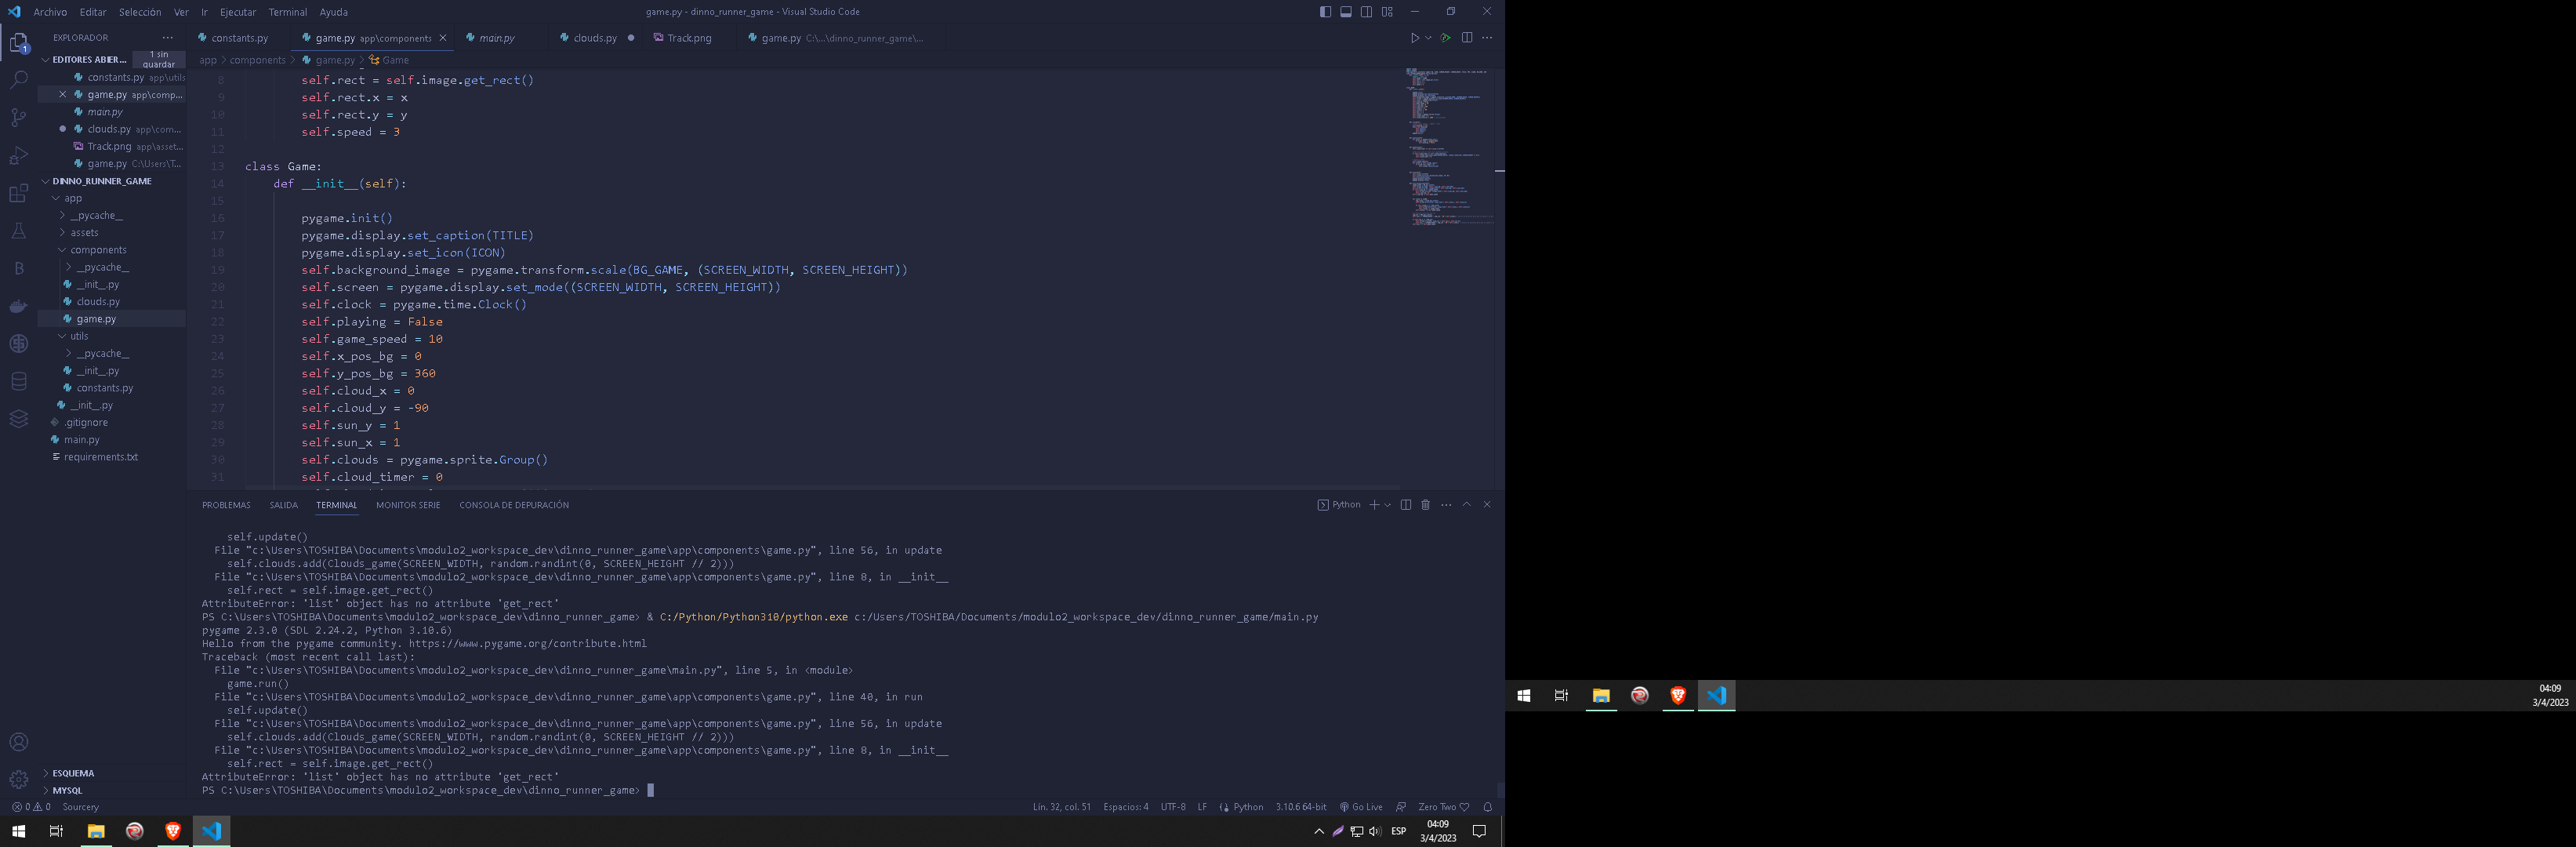 Archivo Editar Selección Ver Ir Ejecutar Terminal Ayuda
game.py - dinno_runner_game - Visual Studio Code
EXPLORADOR
constants.py
game.py app\components
main.py
clouds.py
Track.png
game.py C:\...\dinno_runner_game\...
EDITORES ABIER... 1 sin guardar
constants.py app\utils
game.py app\comp...
main.py
clouds.py app\com...
Track.png app\asset...
game.py C:\Users\T...
DINNO_RUNNER_GAME
app
__pycache__
assets
components
__pycache__
__init__.py
clouds.py
game.py
utils
__pycache__
__init__.py
constants.py
__init__.py
.gitignore
main.py
requirements.txt
ESQUEMA
MYSQL
app > components > game.py > Game
8 self.rect = self.image.get_rect()
9 self.rect.x = x
10 self.rect.y = y
11 self.speed = 3
12
13 class Game:
14 def __init__(self):
15
16 pygame.init()
17 pygame.display.set_caption(TITLE)
18 pygame.display.set_icon(ICON)
19 self.background_image = pygame.transform.scale(BG_GAME, (SCREEN_WIDTH, SCREEN_HEIGHT))
20 self.screen = pygame.display.set_mode((SCREEN_WIDTH, SCREEN_HEIGHT))
21 self.clock = pygame.time.Clock()
22 self.playing = False
23 self.game_speed = 10
24 self.x_pos_bg = 0
25 self.y_pos_bg = 360
26 self.cloud_x = 0
27 self.cloud_y = -90
28 self.sun_y = 1
29 self.sun_x = 1
30 self.clouds = pygame.sprite.Group()
31 self.cloud_timer = 0
PROBLEMAS SALIDA TERMINAL MONITOR SERIE CONSOLA DE DEPURACIÓN
Python
self.update()
File "c:\Users\TOSHIBA\Documents\modulo2_workspace_dev\dinno_runner_game\app\components\game.py", line 56, in update
self.clouds.add(Clouds_game(SCREEN_WIDTH, random.randint(0, SCREEN_HEIGHT // 2)))
File "c:\Users\TOSHIBA\Documents\modulo2_workspace_dev\dinno_runner_game\app\components\game.py", line 8, in __init__
self.rect = self.image.get_rect()
AttributeError: 'list' object has no attribute 'get_rect'
PS C:\Users\TOSHIBA\Documents\modulo2_workspace_dev\dinno_runner_game> & C:/Python/Python310/python.exe c:/Users/TOSHIBA/Documents/modulo2_workspace_dev/dinno_runner_game/main.py
pygame 2.3.0 (SDL 2.24.2, Python 3.10.6)
Hello from the pygame community. https://www.pygame.org/contribute.html
Traceback (most recent call last):
File "c:\Users\TOSHIBA\Documents\modulo2_workspace_dev\dinno_runner_game\main.py", line 5, in <module>
game.run()
File "c:\Users\TOSHIBA\Documents\modulo2_workspace_dev\dinno_runner_game\app\components\game.py", line 40, in run
self.update()
File "c:\Users\TOSHIBA\Documents\modulo2_workspace_dev\dinno_runner_game\app\components\game.py", line 56, in update
self.clouds.add(Clouds_game(SCREEN_WIDTH, random.randint(0, SCREEN_HEIGHT // 2)))
File "c:\Users\TOSHIBA\Documents\modulo2_workspace_dev\dinno_runner_game\app\components\game.py", line 8, in __init__
self.rect = self.image.get_rect()
AttributeError: 'list' object has no attribute 'get_rect'
PS C:\Users\TOSHIBA\Documents\modulo2_workspace_dev\dinno_runner_game>
0 0 Sourcery Lín. 32, col. 51 Espacios: 4 UTF-8 LF Python 3.10.6 64-bit Go Live Zero Two
ESP
04:09
3/4/2023
04:09
3/4/2023